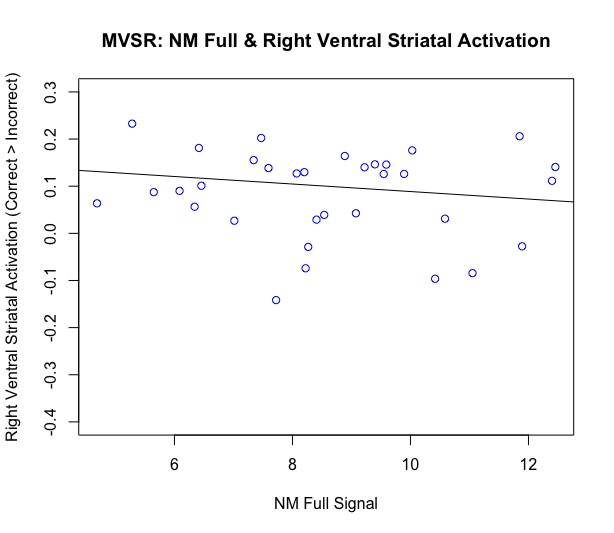 MVSR: NM Full & Right Ventral Striatal Activation
Right Ventral Striatal Activation (Correct > Incorrect)
0.3
0.2
0.1
0.0
-0.1
-0.2
-0.3
-0.4
6 8 10 12
NM Full Signal